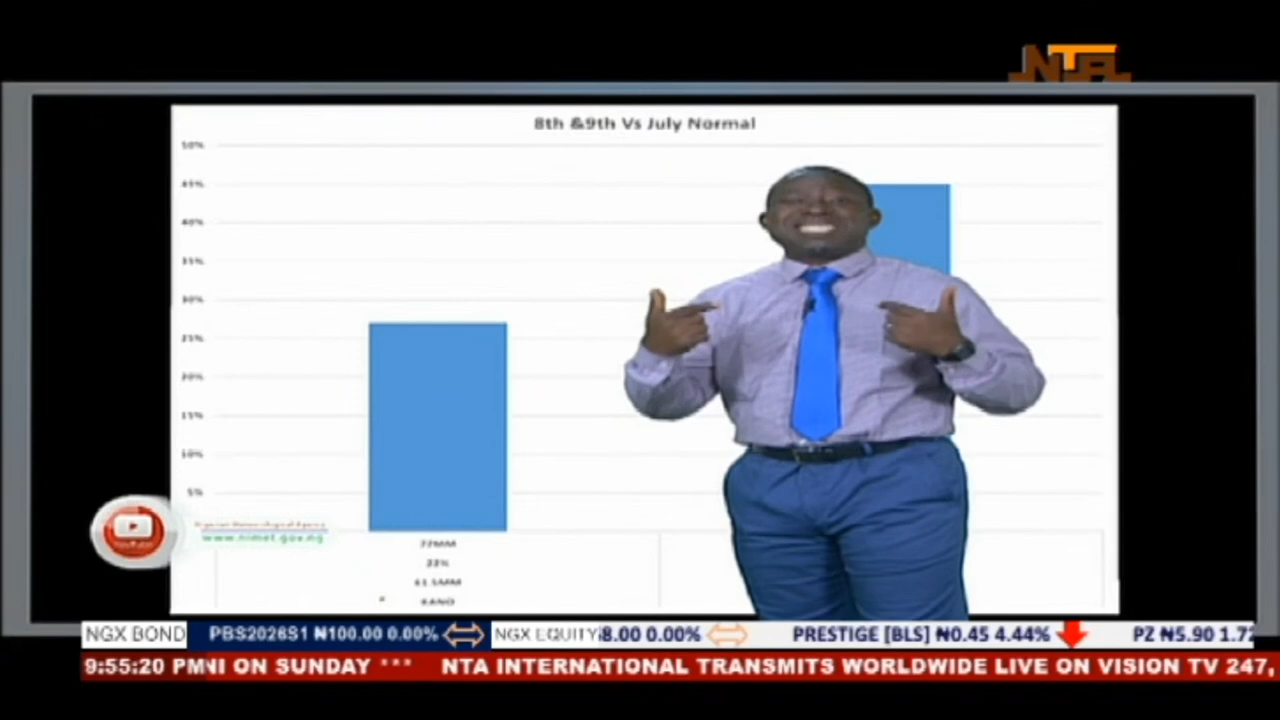 NTA
8th &9th Vs July Normal
50%
45%
40%
35%
30%
25%
20%
15%
10%
5%
www.nimet.gov.ng
KANO
NGX BOND PBS2026S1 ₦100.00 0.00% NGX EQUITY 8.00 0.00% PRESTIGE [BLS] ₦0.45 4.44% PZ ₦5.90 1.72
9:55:20 PM NI ON SUNDAY *** NTA INTERNATIONAL TRANSMITS WORLDWIDE LIVE ON VISION TV 247,